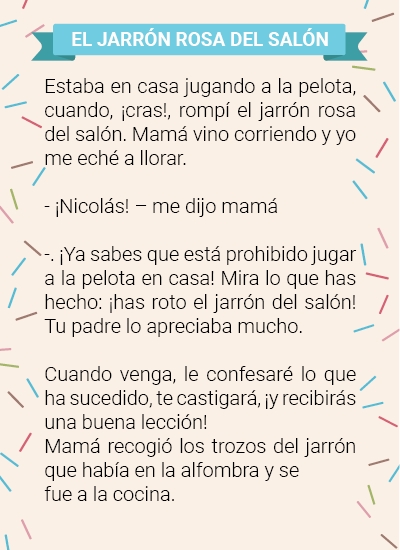 EL JARRÓN ROSA DEL SALÓN
Estaba en casa jugando a la pelota,
cuando, ¡cras!, rompí el jarrón rosa
del salón. Mamá vino corriendo y yo
me eché a llorar.
- ¡Nicolás! – me dijo mamá
-. ¡Ya sabes que está prohibido jugar
a la pelota en casa! Mira lo que has
hecho: ¡has roto el jarrón del salón!
Tu padre lo apreciaba mucho.
Cuando venga, le confesaré lo que
ha sucedido, te castigará, ¡y recibirás
una buena lección!
Mamá recogió los trozos del jarrón
que había en la alfombra y se
fue a la cocina.